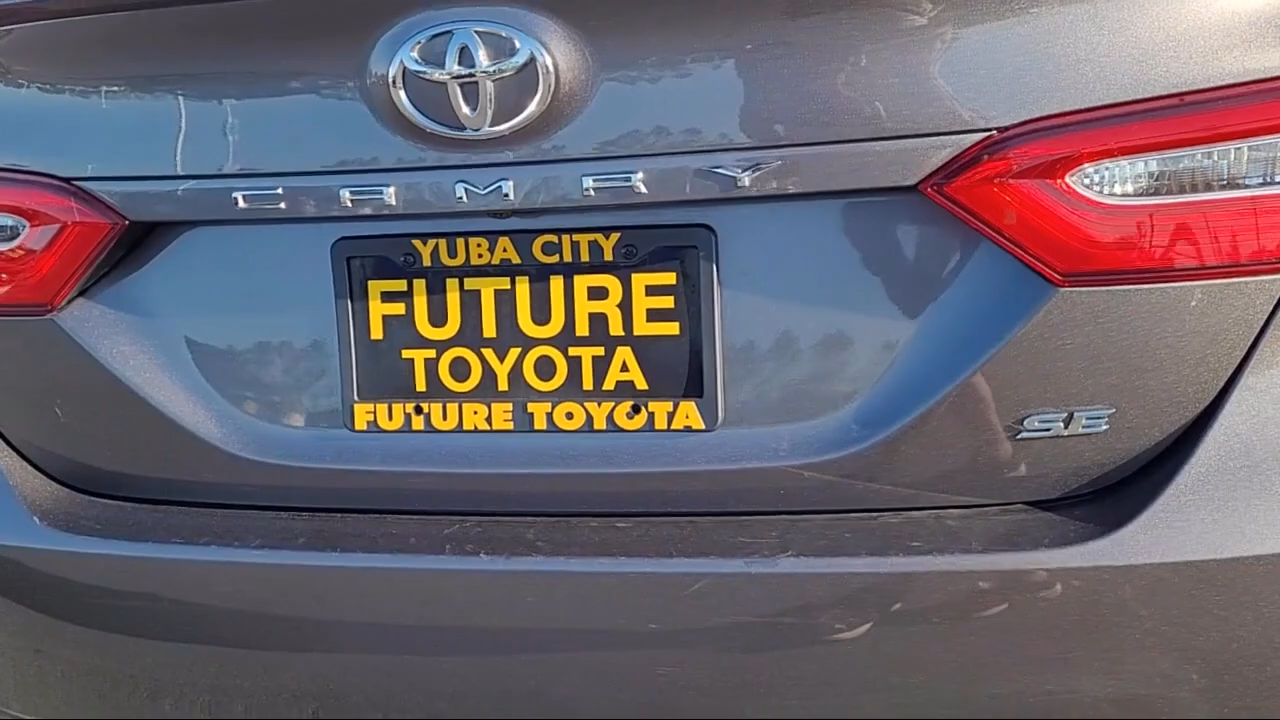 CAMRY
YUBA CITY
FUTURE
TOYOTA
FUTURE TOYOTA
SE